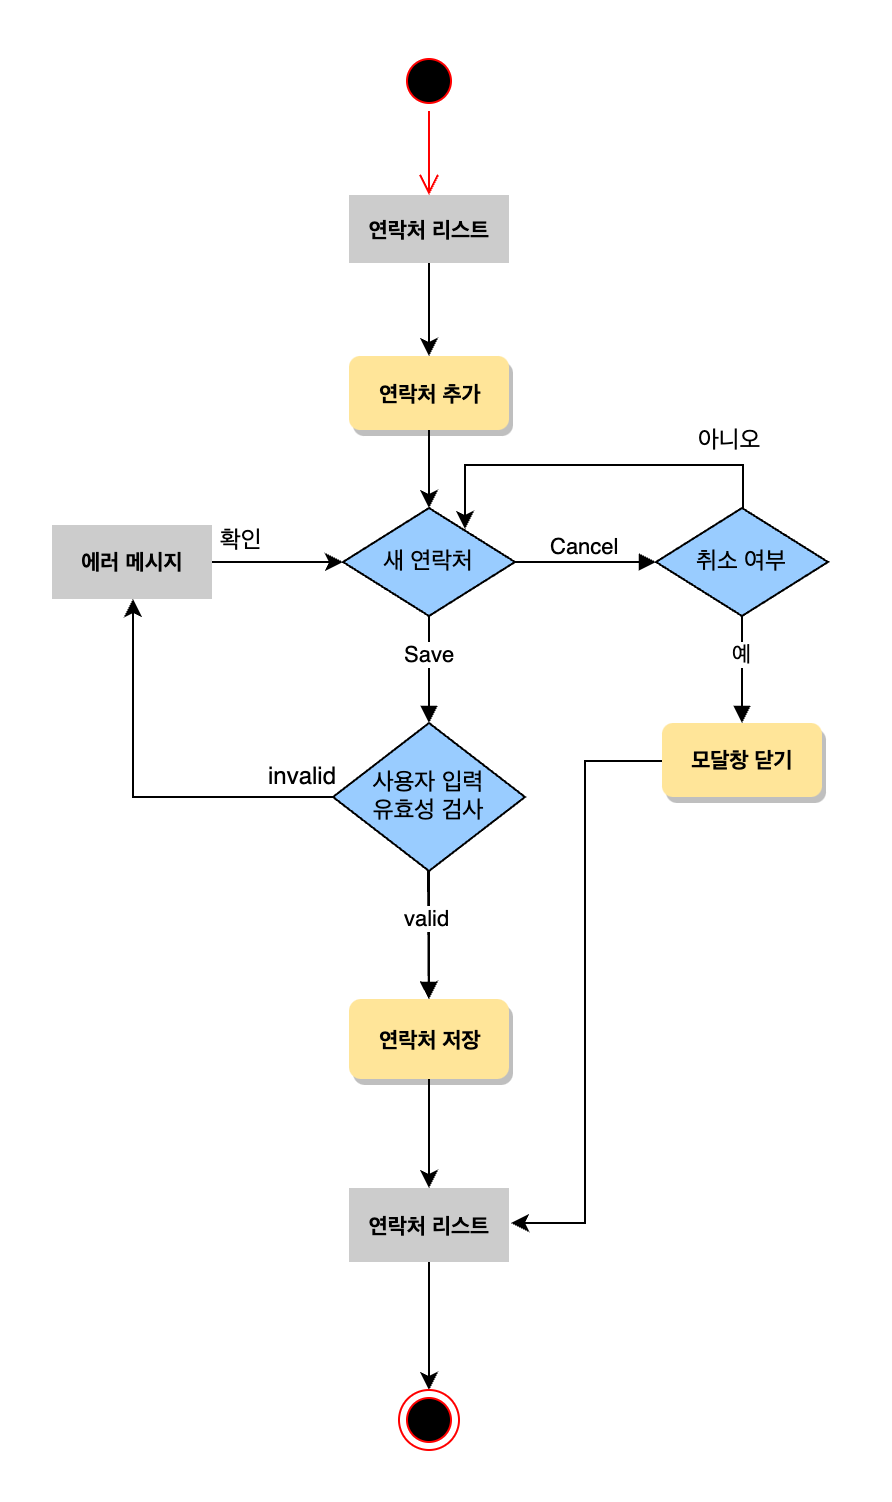 연락처 리스트
연락처 추가
아니오
확인
에러 메시지
새 연락처
Cancel
취소 여부
Save
예
invalid
사용자 입력
유효성 검사
모달창 닫기
valid
연락처 저장
연락처 리스트